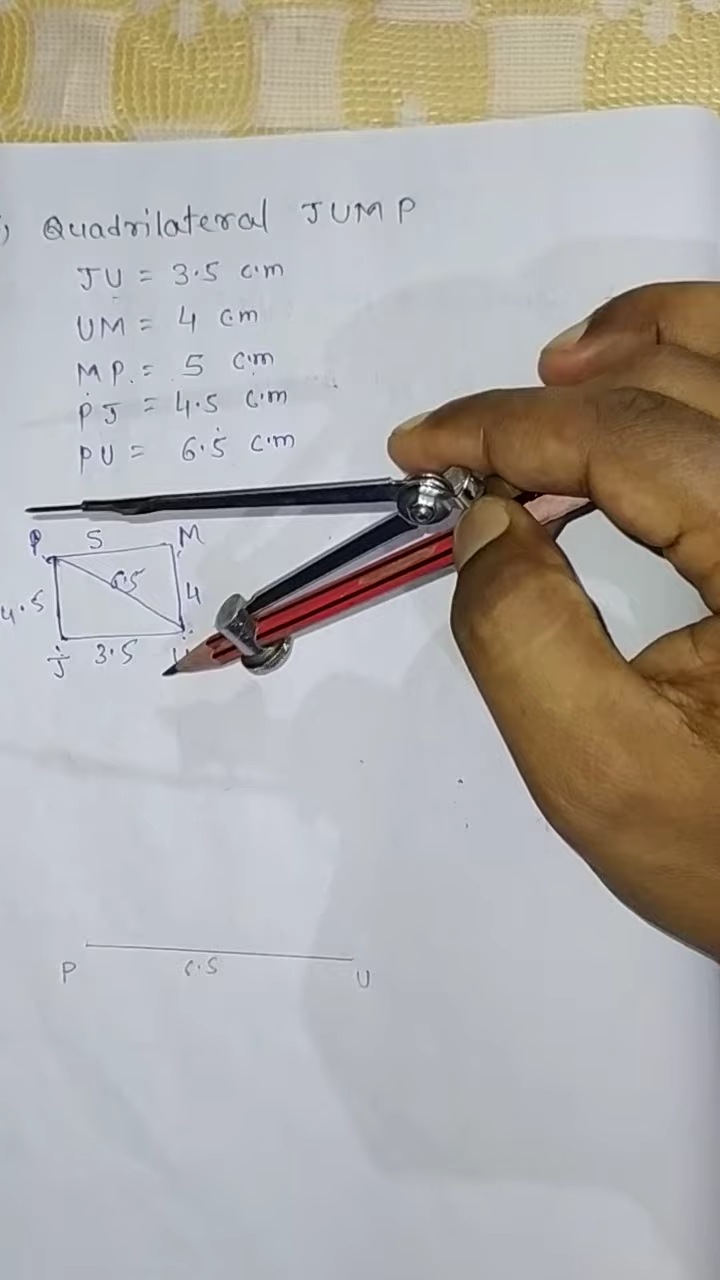 , Quadrilateral JUMP
JU = 3.5 cm
UM = 4 cm
MP = 5 cm
PJ = 4.5 cm
PU = 6.5 cm
P 5 M
6.5
4.5 4
J 3.5 U
P 6.5 U